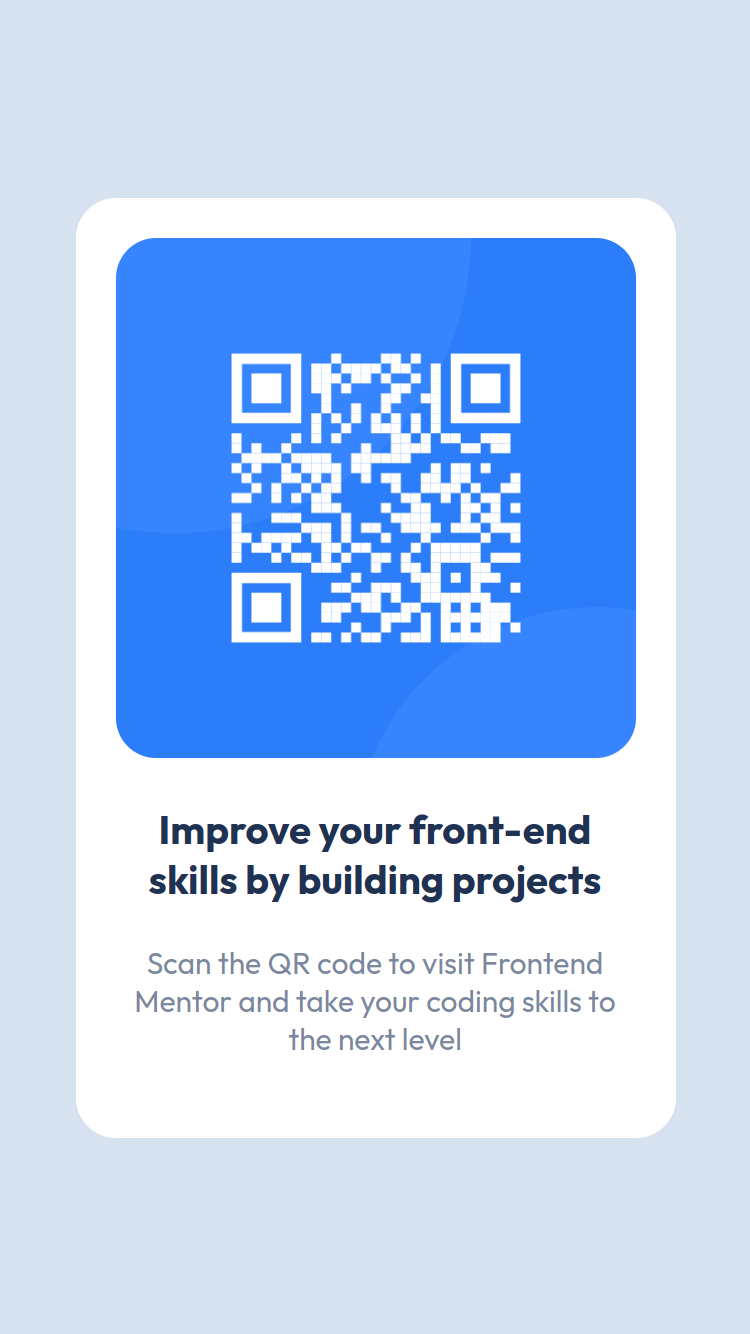 Improve your front-end
skills by building projects
Scan the QR code to visit Frontend
Mentor and take your coding skills to
the next level